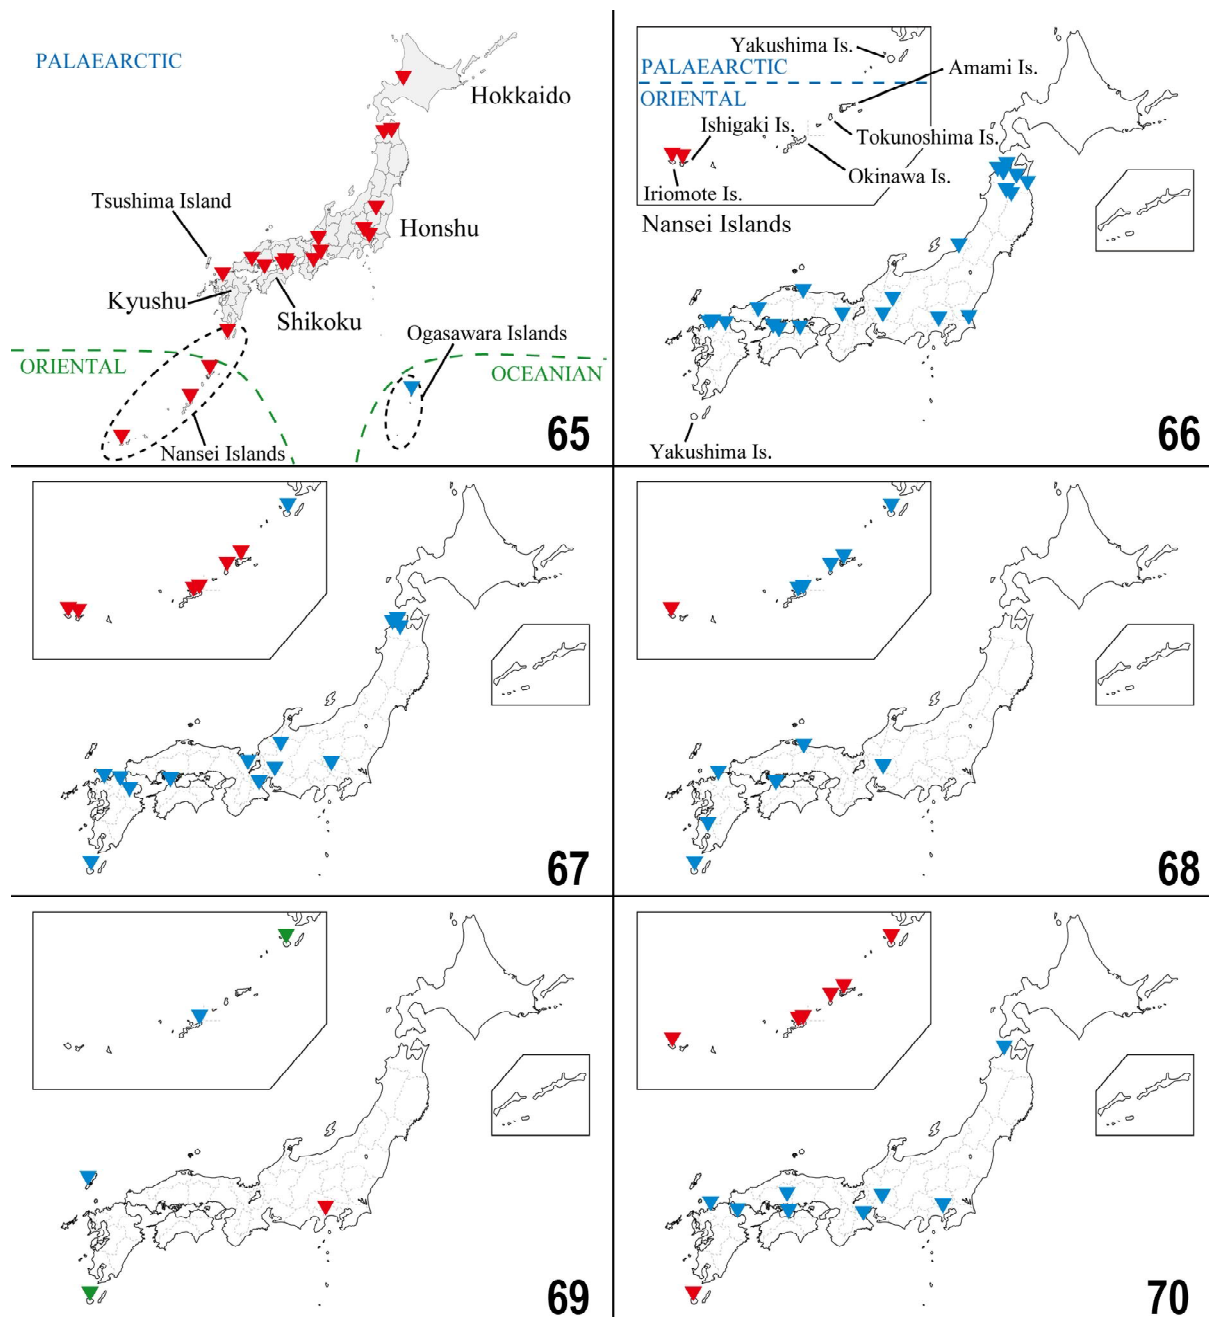 PALAEARCTIC
Hokkaido
Tsushima Island
Honshu
Kyushu
Shikoku
Ogasawara Islands
ORIENTAL
OCEANIAN
Nansei Islands
65
Yakushima Is.
PALAEARCTIC
Amami Is.
ORIENTAL
Ishigaki Is.
Tokunoshima Is.
Okinawa Is.
Iriomote Is.
Nansei Islands
Yakushima Is.
66
67
68
69
70